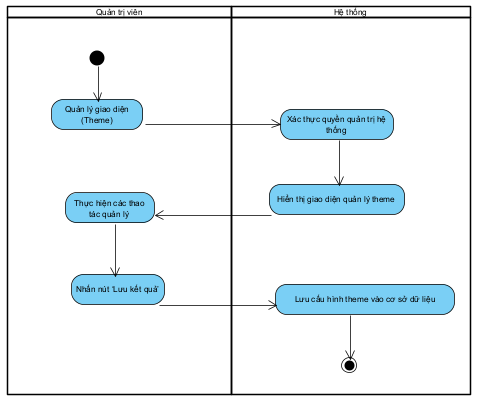 Quản trị viên
Hệ thống
Quản lý giao diện
(Theme)
Xác thực quyền quản trị hệ
thống
Hiển thị giao diện quản lý theme
Thực hiện các thao
tác quản lý
Nhấn nút 'Lưu kết quả'
Lưu cấu hình theme vào cơ sở dữ liệu